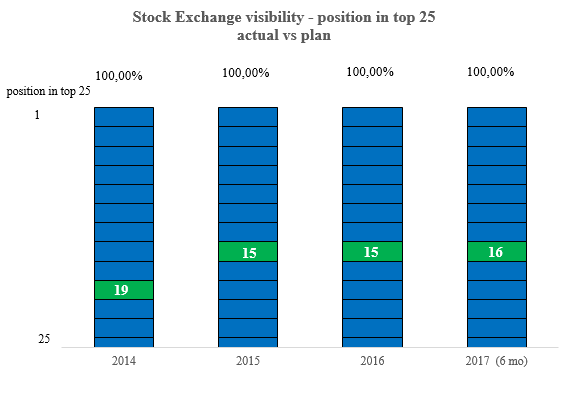 Stock Exchange visibility - position in top 25
actual vs plan
100,00% 100,00% 100,00% 100,00%
position in top 25
1
15 15 16
19
25
2014 2015 2016 2017 (6 mo)